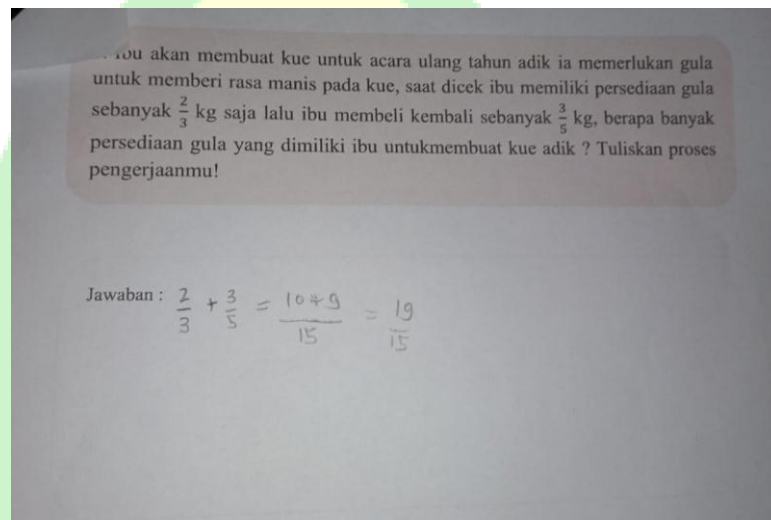 ibu akan membuat kue untuk acara ulang tahun adik ia memerlukan gula
untuk memberi rasa manis pada kue, saat dicek ibu memiliki persediaan gula
sebanyak 2/3 kg saja lalu ibu membeli kembali sebanyak 3/5 kg, berapa banyak
persediaan gula yang dimiliki ibu untukmembuat kue adik ? Tuliskan proses
pengerjaanmu!
Jawaban : 2/3 + 3/5 = 10+9/15 = 19/15